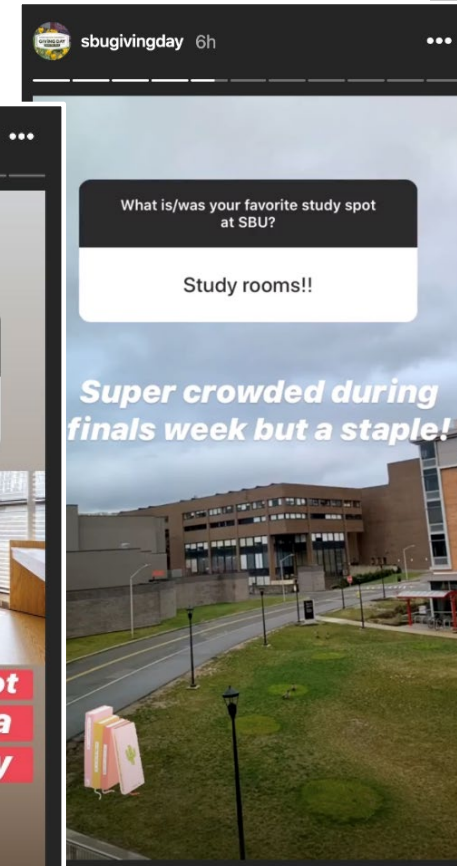 sbugivingday 6h
What is/was your favorite study spot
at SBU?
Study rooms!!
Super crowded during
finals week but a staple!